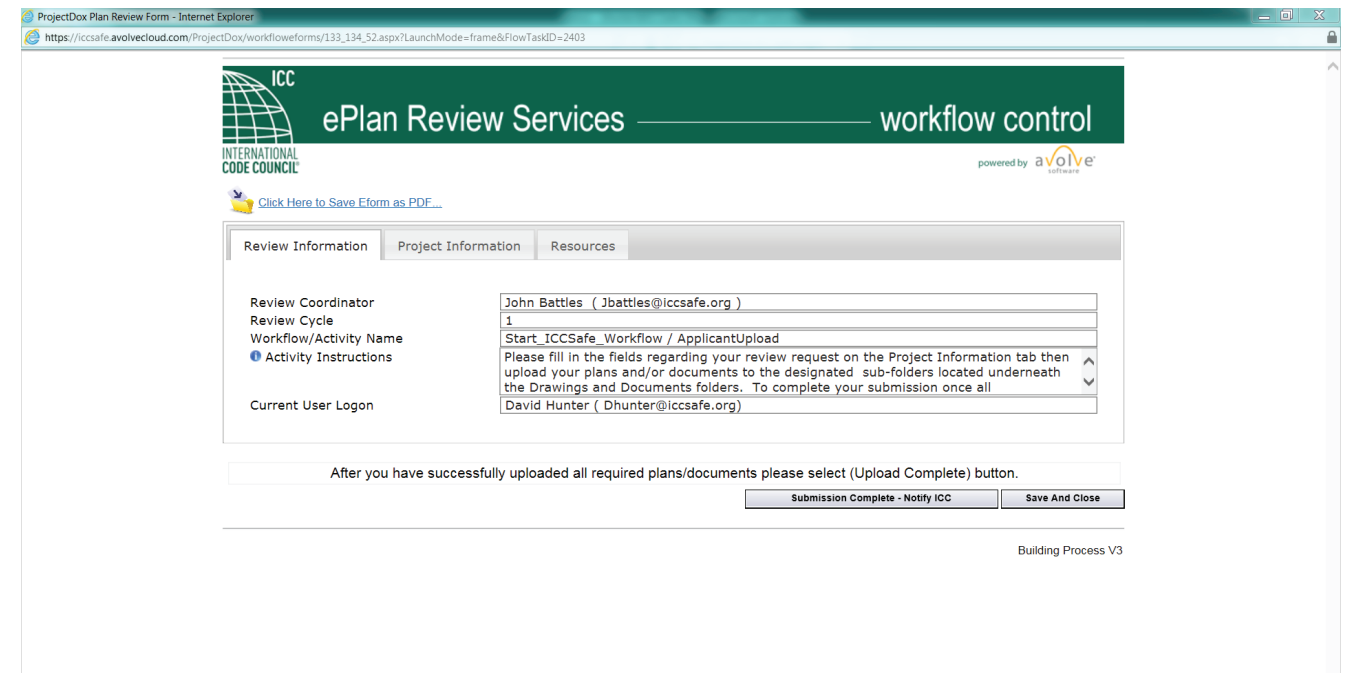 ProjectDox Plan Review Form - Internet Explorer
https://iccsafe.avolvecloud.com/ProjectDox/workfloweforms/133_134_52.aspx?LaunchMode=frame&FlowTaskID=2403
ICC
ePlan Review Services workflow control
INTERNATIONAL
CODE COUNCIL®
powered by avolve
software
Click Here to Save Eform as PDF...
Review Information Project Information Resources
Review Coordinator John Battles ( Jbattles@iccsafe.org )
Review Cycle 1
Workflow/Activity Name Start_ICCSafe_Workflow / ApplicantUpload
Activity Instructions Please fill in the fields regarding your review request on the Project Information tab then
upload your plans and/or documents to the designated sub-folders located underneath
the Drawings and Documents folders. To complete your submission once all
Current User Logon David Hunter ( Dhunter@iccsafe.org)
After you have successfully uploaded all required plans/documents please select (Upload Complete) button.
Submission Complete - Notify ICC Save And Close
Building Process V3